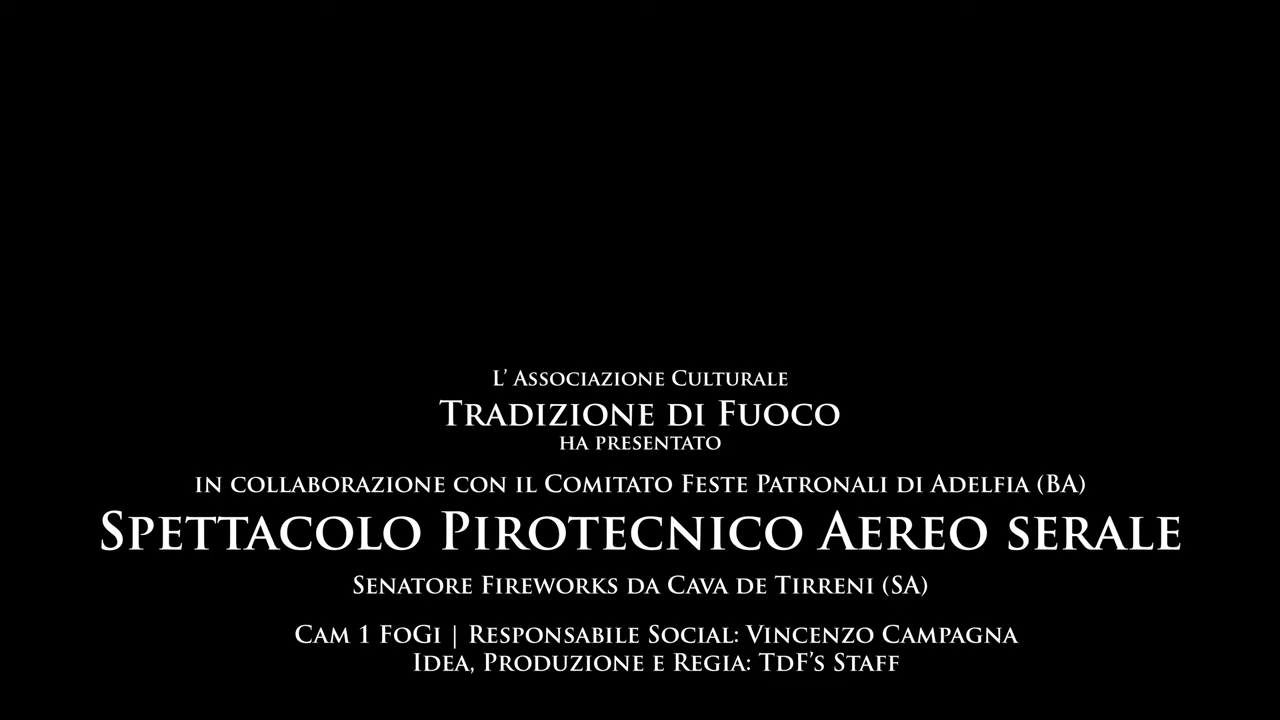 L' Associazione Culturale
Tradizione di Fuoco
ha presentato
in collaborazione con il Comitato Feste Patronali di Adelfia (BA)
Spettacolo Pirotecnico Aereo serale
Senatore Fireworks da Cava de Tirreni (SA)
Cam 1 FoGi | Responsabile Social: Vincenzo Campagna
Idea, Produzione e Regia: TdF's Staff